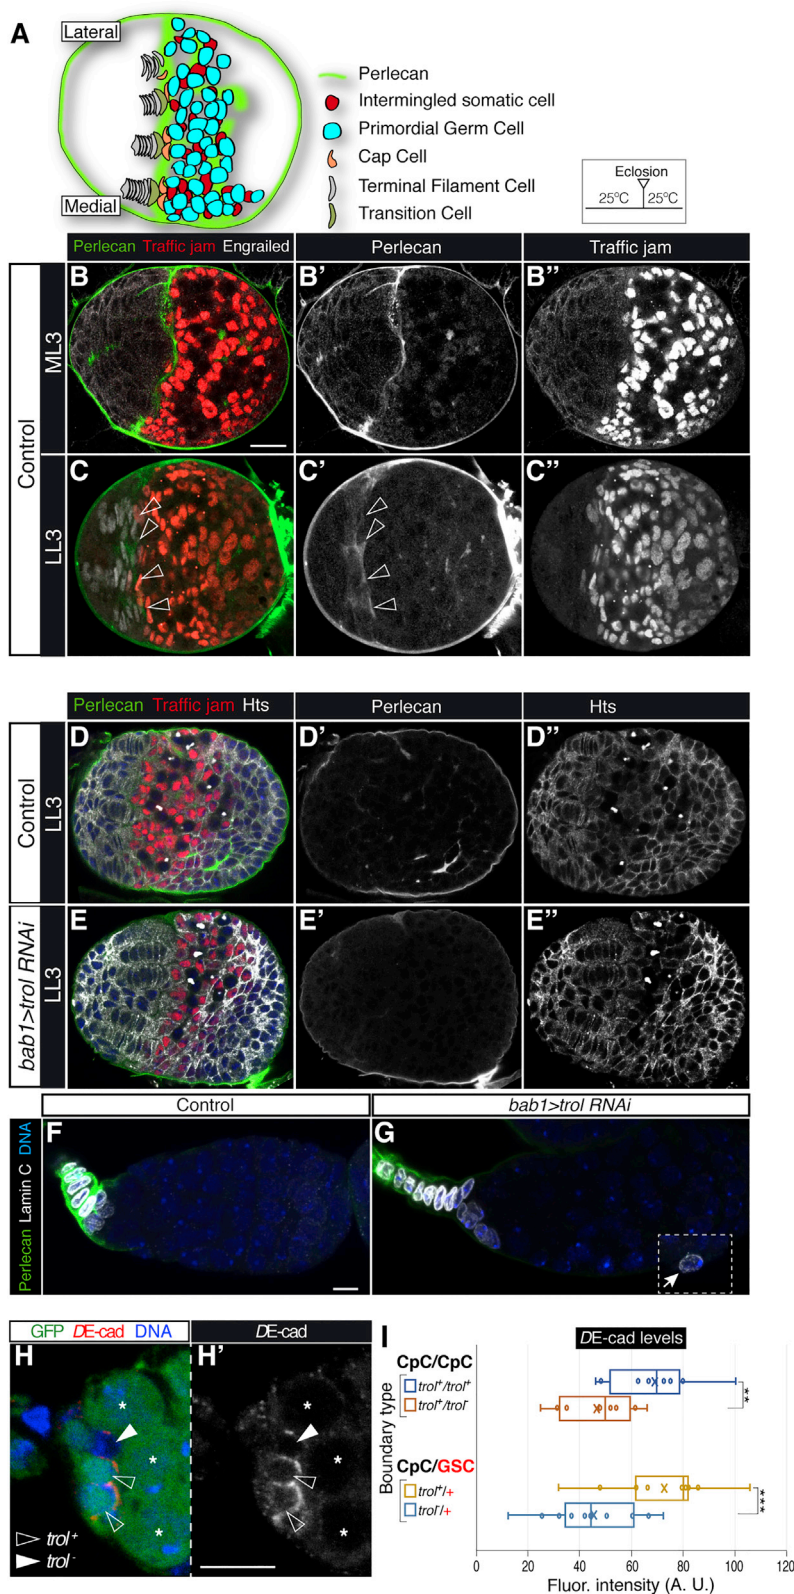 A
Lateral
Medial
Perlecan
Intermingled somatic cell
Primordial Germ Cell
Cap Cell
Terminal Filament Cell
Transition Cell
Eclosion
25°C 25°C
Perlecan Traffic jam Engrailed
Perlecan
Traffic jam
Control
ML3
B
B’
B’’
LL3
C
C’
C’’
Perlecan Traffic jam Hts
Perlecan
Hts
Control
LL3
D
D’
D’’
bab1>trol RNAi
LL3
E
E’
E’’
Control
bab1>trol RNAi
Perlecan Lamin C DNA
F
G
GFP DE-cad DNA
DE-cad
H
H’
*
*
*
*
*
*
trol+
trol-
I
DE-cad levels
Boundary type
CpC/CpC
trol+/trol+
trol+/trol-
**
CpC/GSC
trol+/+
trol-/+
***
0 20 40 60 80 100 120
Fluor. intensity (A. U.)